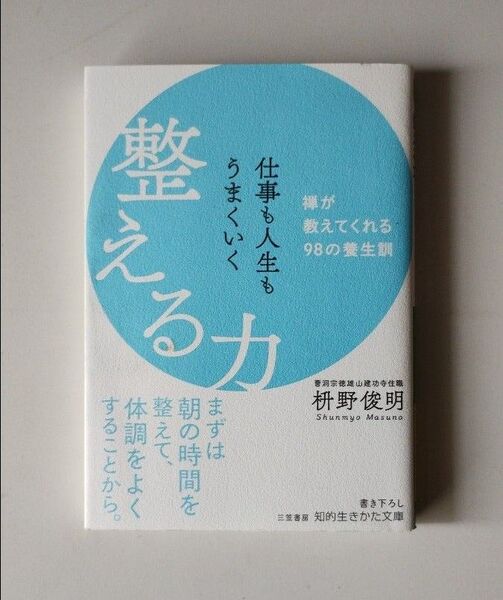 仕事も人生も
うまくいく
整える力
禅が
教えてくれる
98の養生訓
曹洞宗徳雄山建功寺住職
枡野俊明
Shunmyo Masuno
まずは
朝の時間を
整えて、
体調をよく
することから。
書き下ろし
三笠書房 知的生きかた文庫